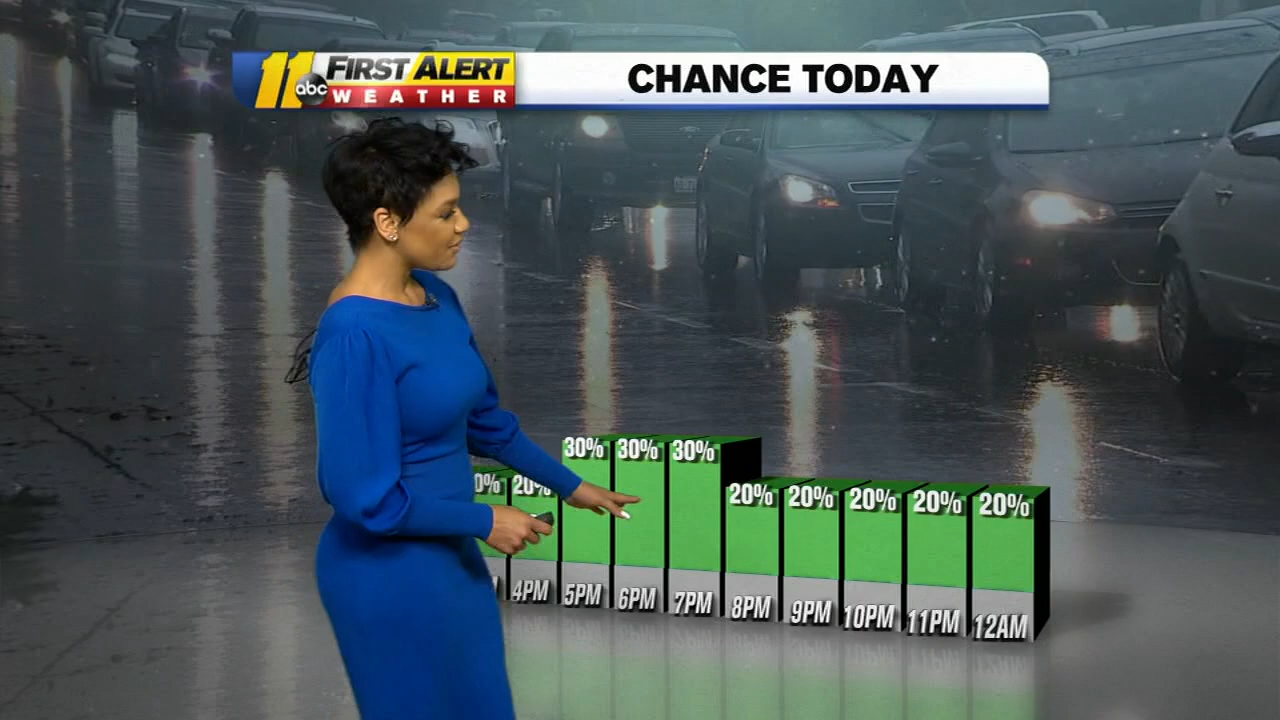 11 abc FIRST ALERT WEATHER CHANCE TODAY
30% 30% 30%
20% 20% 20% 20% 20% 20%
4PM 5PM 6PM 7PM 8PM 9PM 10PM 11PM 12AM